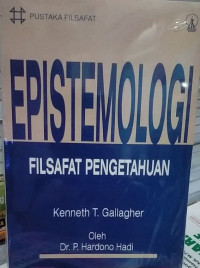 PUSTAKA FILSAFAT
EPISTEMOLOGI
FILSAFAT PENGETAHUAN
Kenneth T. Gallagher
Oleh
Dr. P. Hardono Hadi